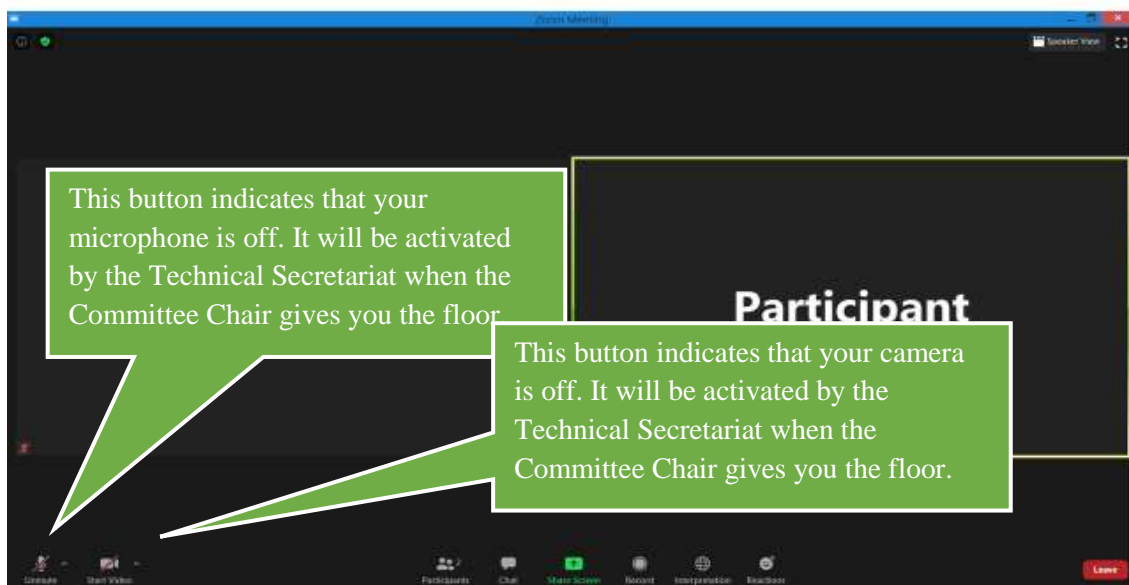 Zoom Meeting
Speaker View
This button indicates that your
microphone is off. It will be activated
by the Technical Secretariat when the
Committee Chair gives you the floor
Participant
This button indicates that your camera
is off. It will be activated by the
Technical Secretariat when the
Committee Chair gives you the floor.
Unmute Start Video Participants Chat Share Screen Record Interpretation Reactions Leave